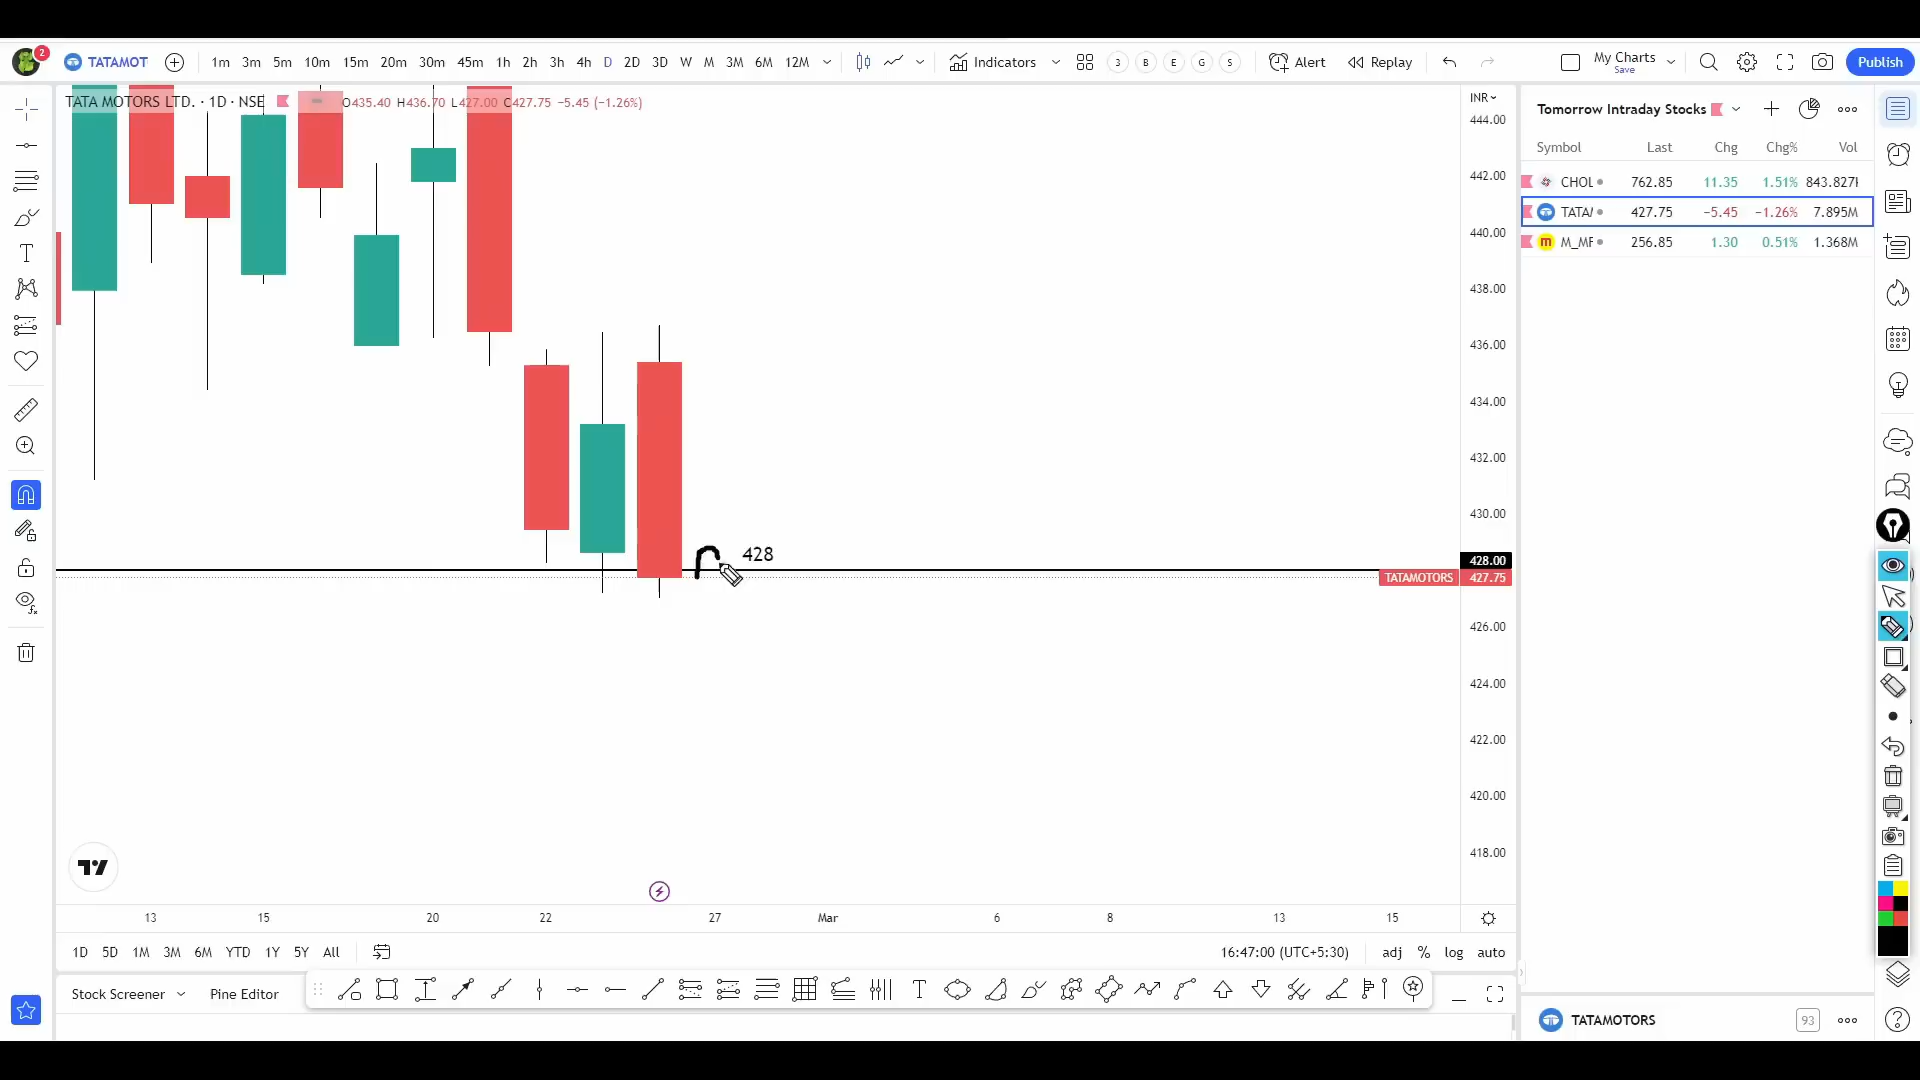 2
TATAMOT
1m 3m 5m 10m 15m 20m 30m 45m 1h 2h 3h 4h D 2D 3D W M 3M 6M 12M
Indicators
3 B E G S
Alert
Replay
My Charts
Save
Publish
TATA MOTORS LTD. · 1D · NSE
O435.40 H436.70 L427.00 C427.75 −5.45 (−1.26%)
INR
444.00
442.00
440.00
438.00
436.00
434.00
432.00
430.00
428
428.00
TATAMOTORS 427.75
426.00
424.00
422.00
420.00
418.00
13 15 20 22 27 Mar 6 8 13 15
1D 5D 1M 3M 6M YTD 1Y 5Y All
16:47:00 (UTC+5:30)
adj % log auto
Stock Screener
Pine Editor
Tomorrow Intraday Stocks
Symbol Last Chg Chg% Vol
CHOL 762.85 11.35 1.51%
TATA 427.75 −5.45 −1.26% 7.895M
M_MF 256.85 1.30 0.51% 1.368M
TATAMOTORS
93